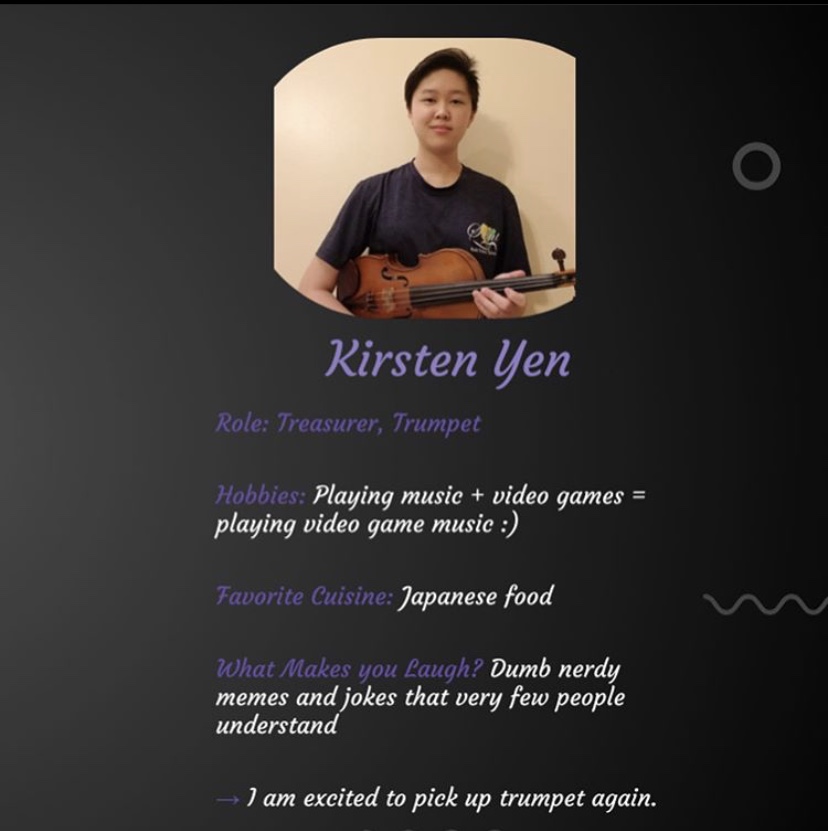 Kirsten Yen
Role: Treasurer, Trumpet
Hobbies: Playing music + video games =
playing video game music :)
Favorite Cuisine: Japanese food
What Makes you Laugh? Dumb nerdy
memes and jokes that very few people
understand
→ I am excited to pick up trumpet again.